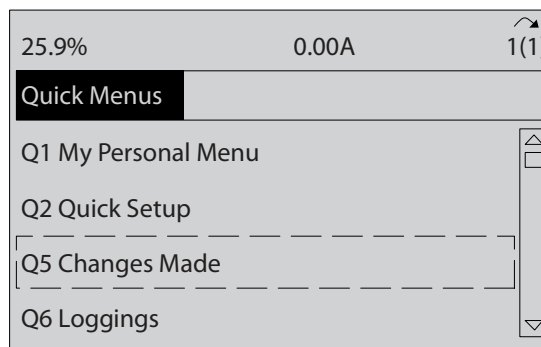 25.9% 0.00A 1(1
Quick Menus
Q1 My Personal Menu
Q2 Quick Setup
Q5 Changes Made
Q6 Loggings